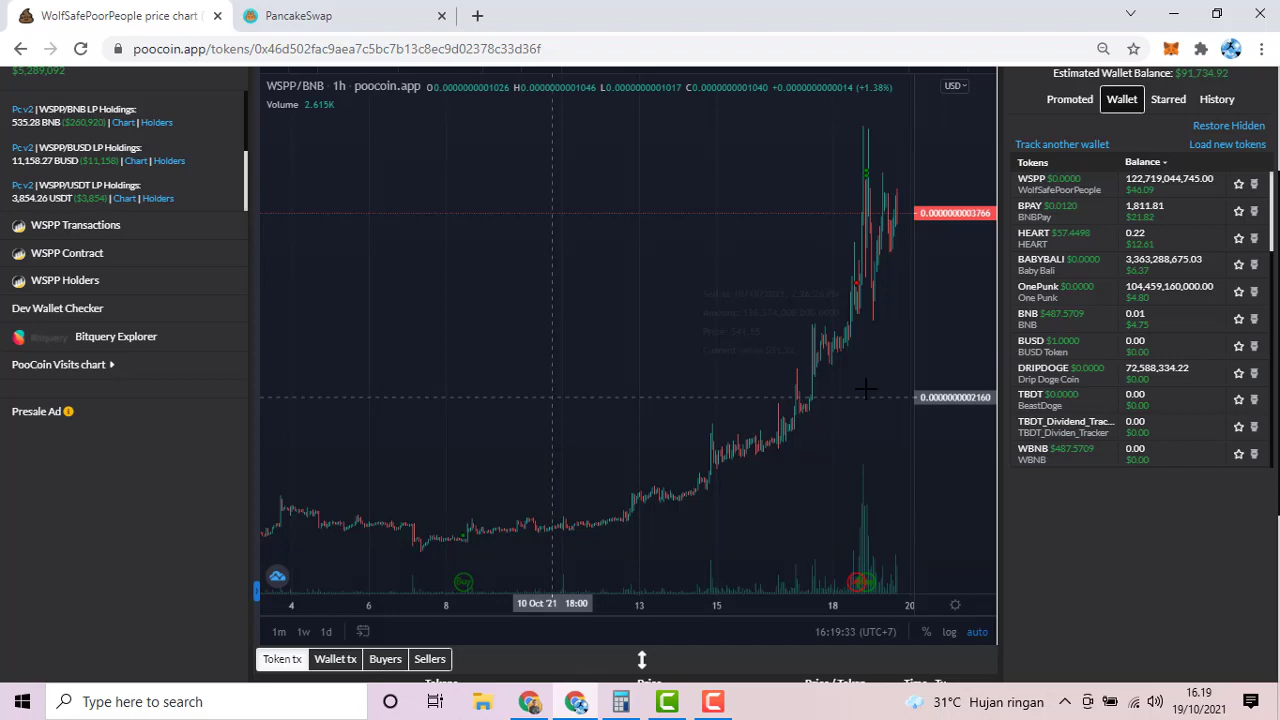 WolfSafePoorPeople price chart (
PancakeSwap
poocoin.app/tokens/0x46d502fac9aea7c5bc7b13c8ec9d02378c33d36f
$5,289,092
Pc v2 | WSPP/BNB LP Holdings:
535.28 BNB ($260,920) | Chart | Holders
Pc v2 | WSPP/BUSD LP Holdings:
11,158.27 BUSD ($11,158) | Chart | Holders
Pc v2 | WSPP/USDT LP Holdings:
3,854.26 USDT ($3,854) | Chart | Holders
WSPP Transactions
WSPP Contract
WSPP Holders
Dev Wallet Checker
Bitquery Bitquery Explorer
PooCoin Visits chart
Presale Ad
WSPP/BNB 1h poocoin.app O0.0000000001026 H0.0000000001046 L0.0000000001017 C0.0000000001040 +0.0000000000014 (+1.38%)
Volume 2.615K
USD
0.0000000003766
0.0000000002160
Buy
4 6 8 10 Oct '21 18:00 13 15 18 20
1m 1w 1d 16:19:33 (UTC+7) % log auto
Token tx Wallet tx Buyers Sellers
Estimated Wallet Balance: $91,734.92
Promoted Wallet Starred History
Restore Hidden
Track another wallet Load new tokens
Tokens Balance
WSPP $0.0000 122,719,044,745.00
WolfSafePoorPeople $46.09
BPAY $0.0120 1,811.81
BNBPay $21.82
HEART $57.4498 0.22
HEART $12.61
BABYBALI $0.0000 3,363,288,675.03
Baby Bali $6.37
OnePunk $0.0000 104,459,160,000.00
One Punk $4.80
BNB $487.5709 0.01
BNB $4.75
BUSD $1.0000 0.00
BUSD Token $0.00
DRIPDOGE $0.0000 72,588,334.22
Drip Doge Coin $0.00
TBDT $0.0000 0.00
BeastDoge $0.00
TBDT_Dividend_Trac... 0.00
TBDT_Dividen_Tracker $0.00
WBNB $487.5709 0.00
WBNB $0.00
Type here to search
31°C Hujan ringan
16.19
19/10/2021